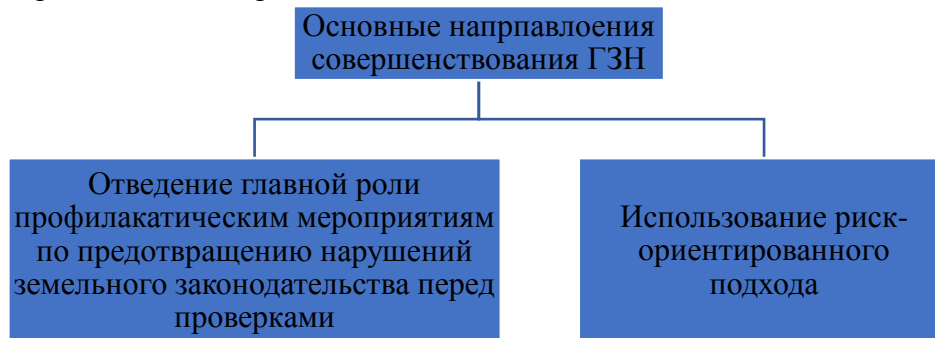 Основные напрпавлоения
совершенствования ГЗН
Отведение главной роли
профилакатическим мероприятиям
по предотвращению нарушений
земельного законодательства перед
проверками
Использование риск-
ориентированного
подхода